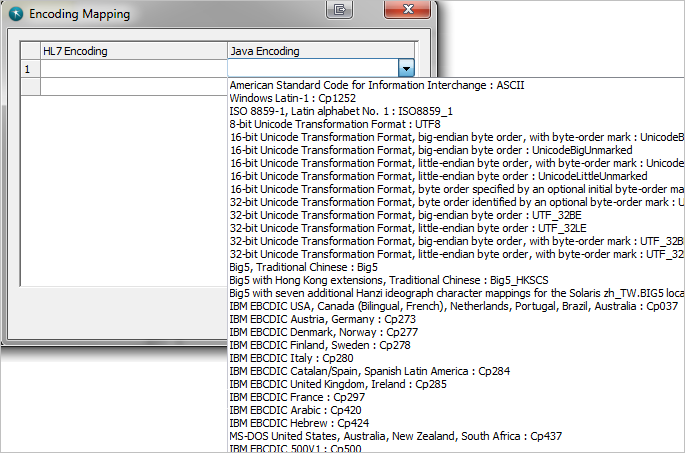 Encoding Mapping
HL7 Encoding Java Encoding
1
American Standard Code for Information Interchange : ASCII
Windows Latin-1 : Cp1252
ISO 8859-1, Latin alphabet No. 1 : ISO8859_1
8-bit Unicode Transformation Format : UTF8
16-bit Unicode Transformation Format, big-endian byte order, with byte-order mark : UnicodeB
16-bit Unicode Transformation Format, big-endian byte order : UnicodeBigUnmarked
16-bit Unicode Transformation Format, little-endian byte order, with byte-order mark : Unicode
16-bit Unicode Transformation Format, little-endian byte order : UnicodeLittleUnmarked
16-bit Unicode Transformation Format, byte order specified by an optional initial byte-order ma
32-bit Unicode Transformation Format, byte order identified by an optional byte-order mark : U
32-bit Unicode Transformation Format, big-endian byte order : UTF_32BE
32-bit Unicode Transformation Format, little-endian byte order : UTF_32LE
32-bit Unicode Transformation Format, big-endian byte order, with byte-order mark : UTF_32B
32-bit Unicode Transformation Format, little-endian byte order, with byte-order mark : UTF_32
Big5, Traditional Chinese : Big5
Big5 with Hong Kong extensions, Traditional Chinese : Big5_HKSCS
Big5 with seven additional Hanzi ideograph character mappings for the Solaris zh_TW.BIG5 loca
IBM EBCDIC USA, Canada (Bilingual, French), Netherlands, Portugal, Brazil, Australia : Cp037
IBM EBCDIC Austria, Germany : Cp273
IBM EBCDIC Denmark, Norway : Cp277
IBM EBCDIC Finland, Sweden : Cp278
IBM EBCDIC Italy : Cp280
IBM EBCDIC Catalan/Spain, Spanish Latin America : Cp284
IBM EBCDIC United Kingdom, Ireland : Cp285
IBM EBCDIC France : Cp297
IBM EBCDIC Arabic : Cp420
IBM EBCDIC Hebrew : Cp424
MS-DOS United States, Australia, New Zealand, South Africa : Cp437
IBM EBCDIC 500V1 : Cp500